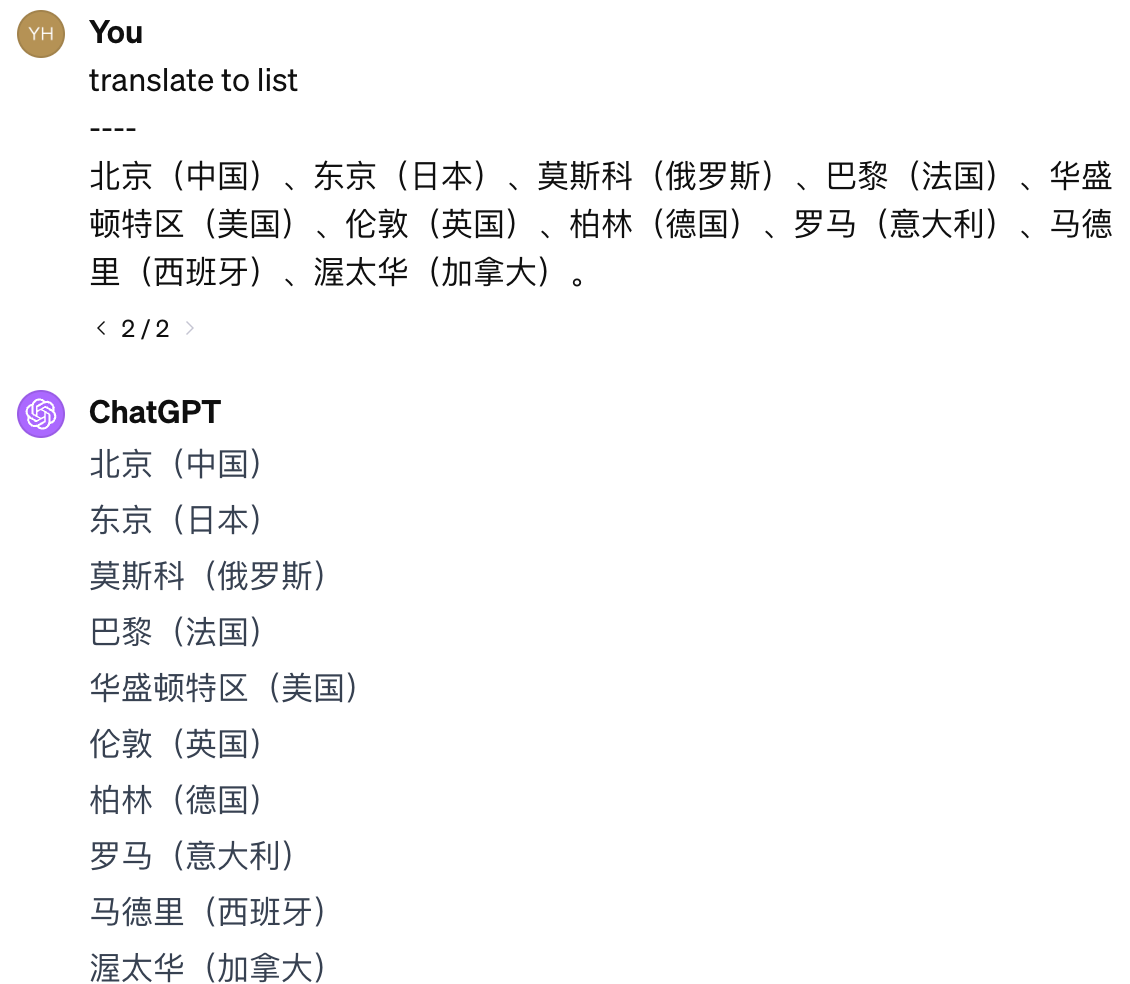 YH
You
translate to list
----
北京（中国）、东京（日本）、莫斯科（俄罗斯）、巴黎（法国）、华盛
顿特区（美国）、伦敦（英国）、柏林（德国）、罗马（意大利）、马德
里（西班牙）、渥太华（加拿大）。
< 2 / 2 >
ChatGPT
北京（中国）
东京（日本）
莫斯科（俄罗斯）
巴黎（法国）
华盛顿特区（美国）
伦敦（英国）
柏林（德国）
罗马（意大利）
马德里（西班牙）
渥太华（加拿大）